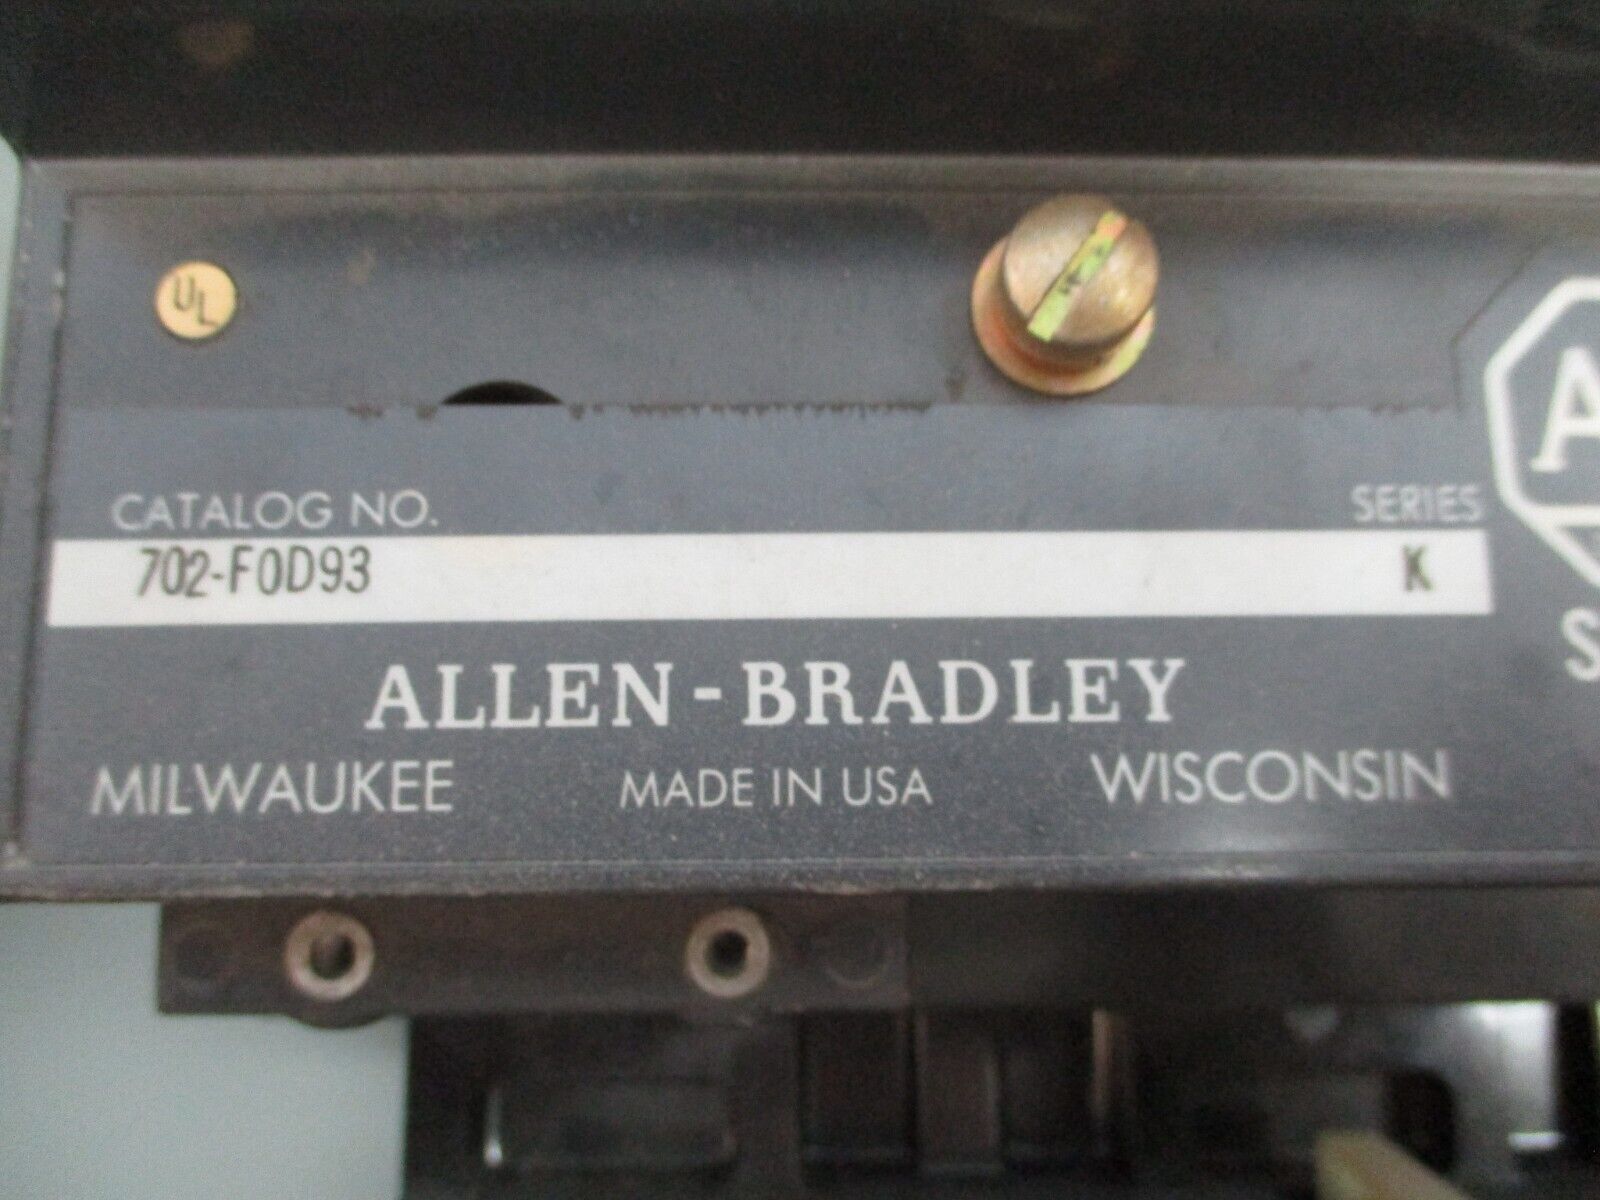 UL
CATALOG NO. SERIES
702-F0D93 K
A
S
ALLEN-BRADLEY
MILWAUKEE MADE IN USA WISCONSIN